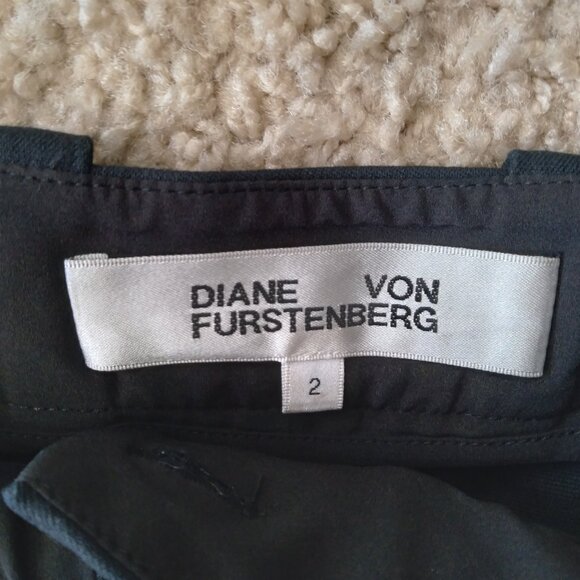 DIANE VON
FURSTENBERG
2